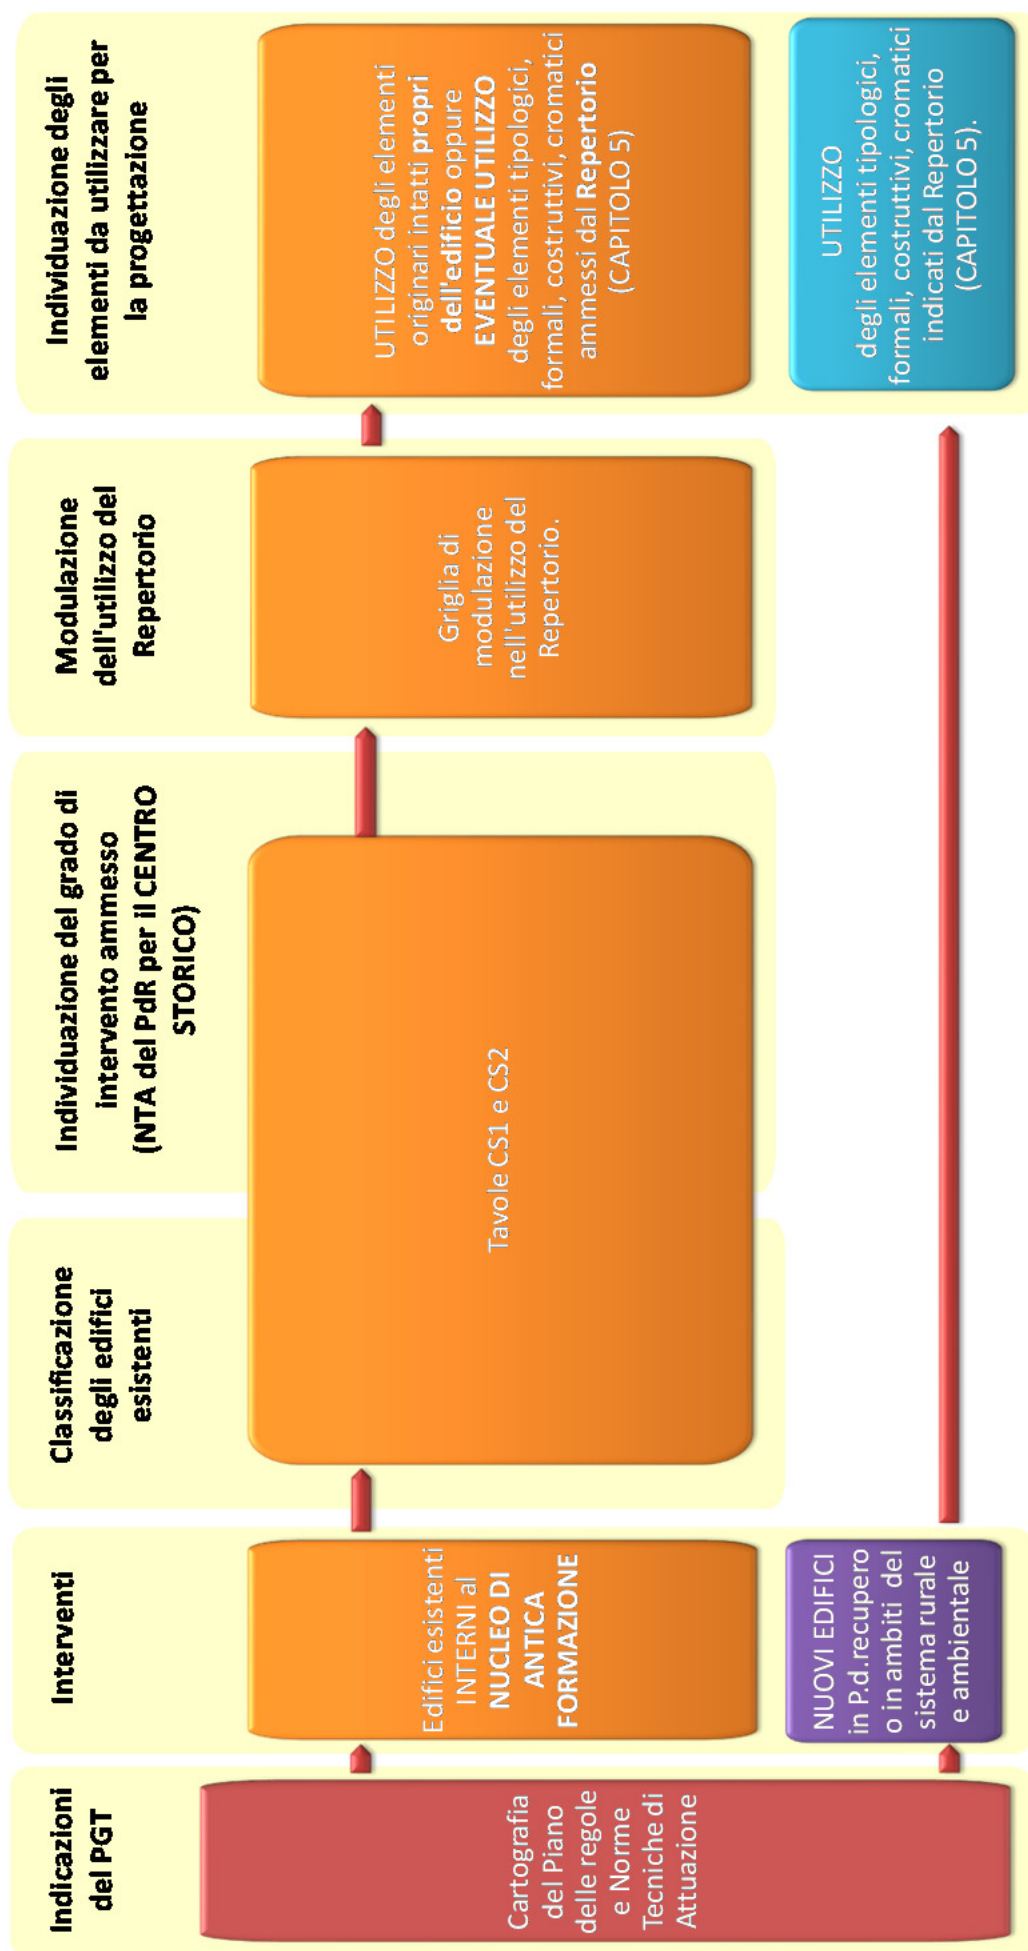 Indicazioni
del PGT
Cartografia
del Piano
delle regole
e Norme
Tecniche di
Attuazione
Interventi
Edifici esistenti
INTERNI al
NUCLEO DI
ANTICA
FORMAZIONE
NUOVI EDIFICI
in P.d.recupero
o in ambiti del
sistema rurale
e ambientale
Classificazione
degli edifici
esistenti
Individuazione del grado di
intervento ammesso
(NTA del PdR per il CENTRO
STORICO)
Tavole CS1 e CS2
Modulazione
dell'utilizzo del
Repertorio
Griglia di
modulazione
nell'utilizzo del
Repertorio.
Individuazione degli
elementi da utilizzare per
la progettazione
UTILIZZO degli elementi
originari intatti propri
dell'edificio oppure
EVENTUALE UTILIZZO
degli elementi tipologici,
formali, costruttivi, cromatici
ammessi dal Repertorio
(CAPITOLO 5)
UTILIZZO
degli elementi tipologici,
formali, costruttivi, cromatici
indicati dal Repertorio
(CAPITOLO 5).